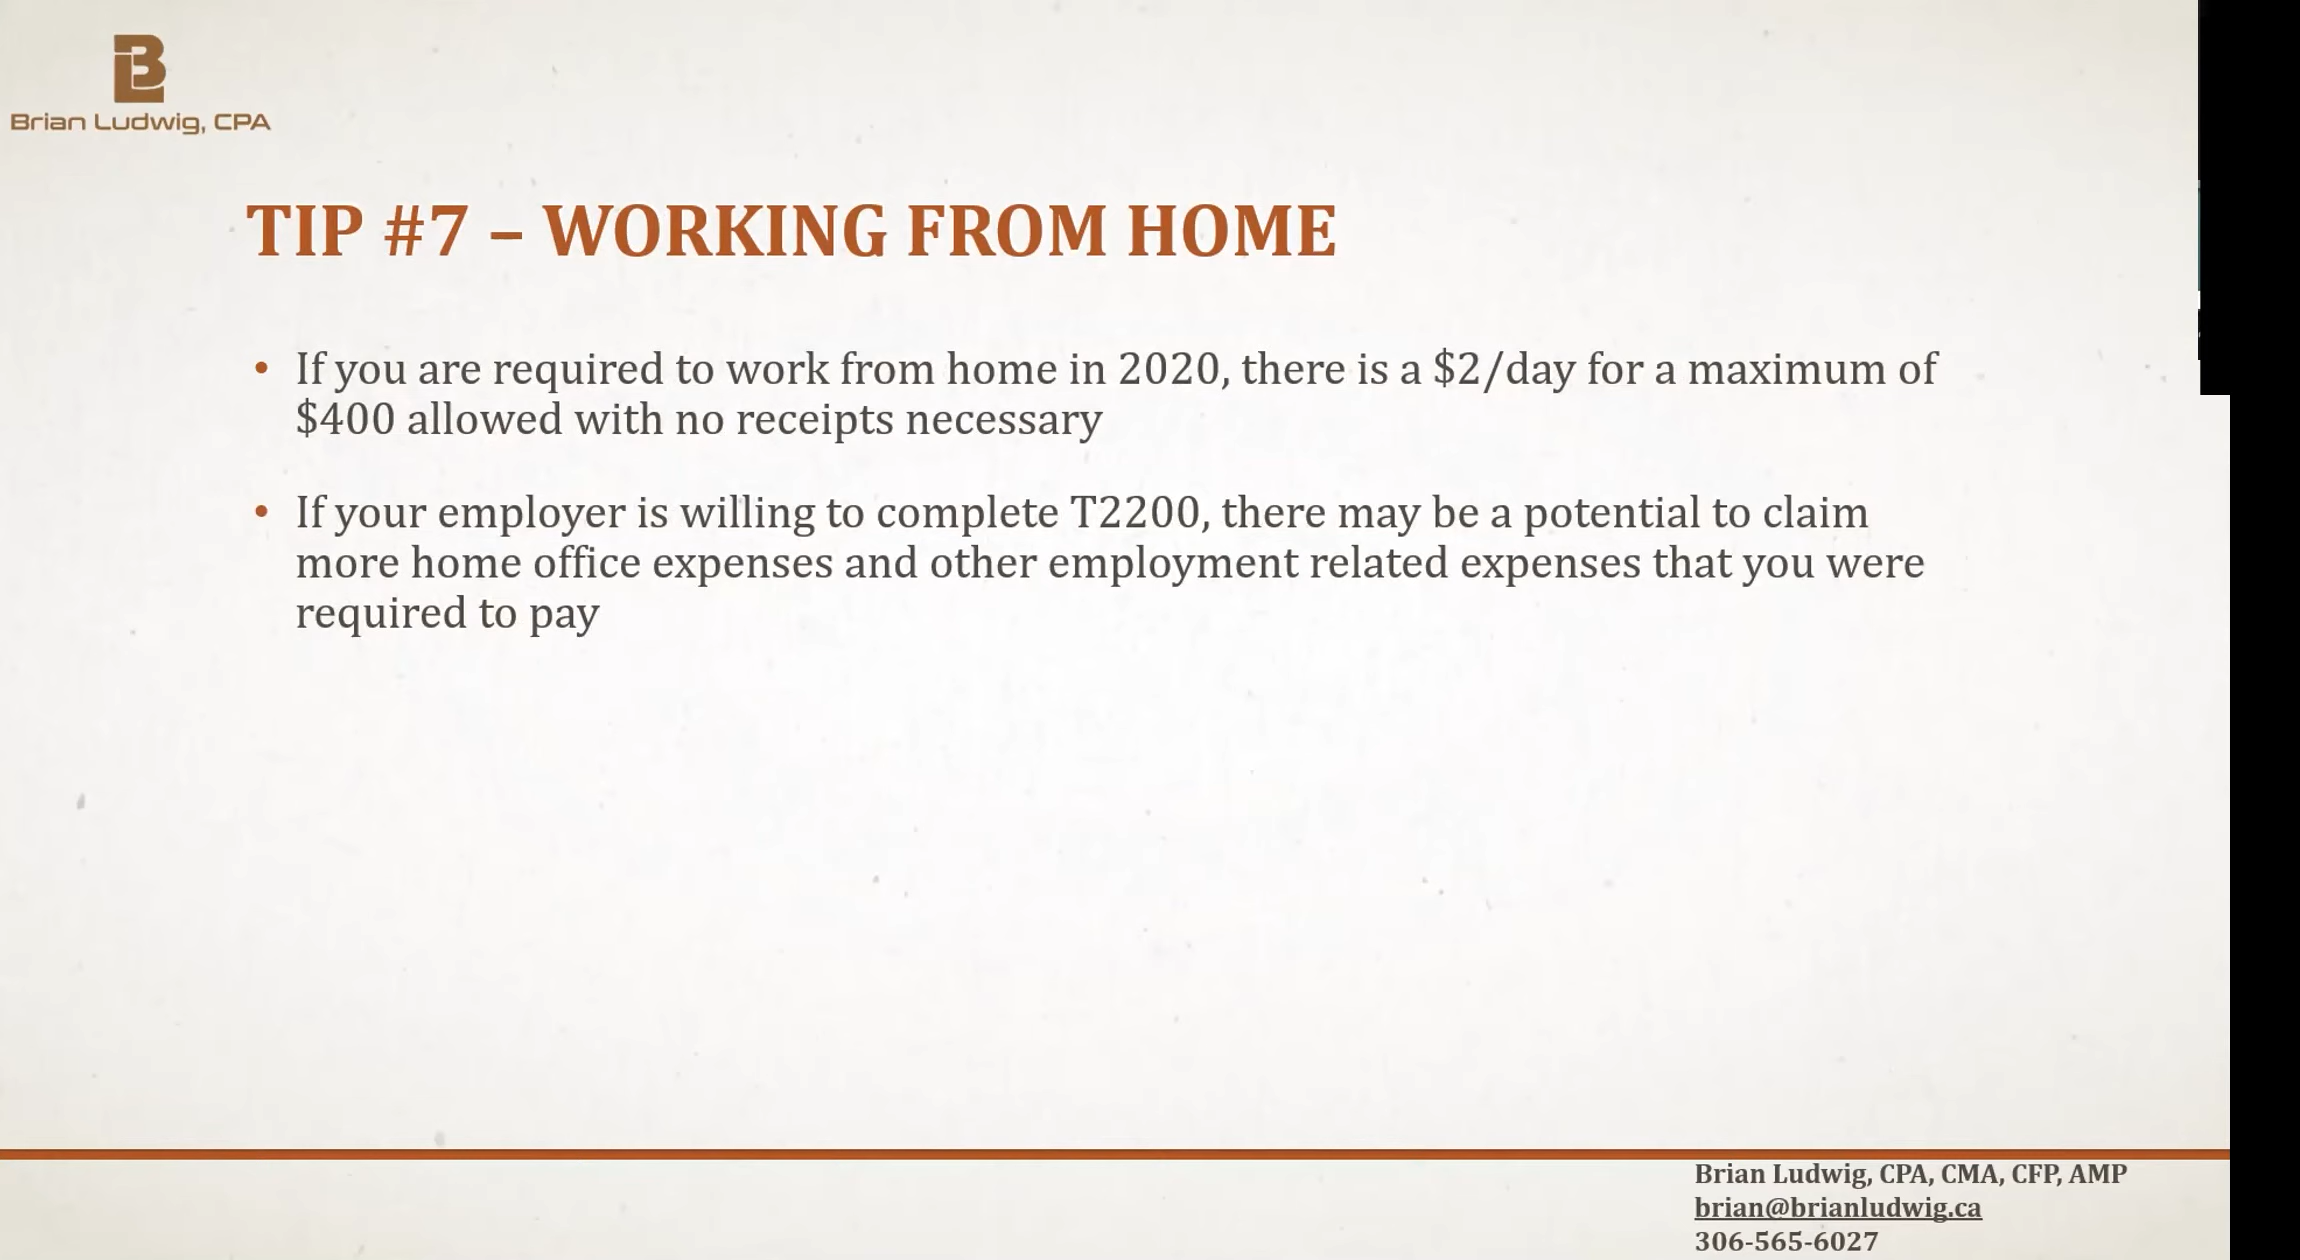 Brian Ludwig, CPA
TIP #7 – WORKING FROM HOME
• If you are required to work from home in 2020, there is a $2/day for a maximum of
$400 allowed with no receipts necessary
• If your employer is willing to complete T2200, there may be a potential to claim
more home office expenses and other employment related expenses that you were
required to pay
Brian Ludwig, CPA, CMA, CFP, AMP
brian@brianludwig.ca
306-565-6027